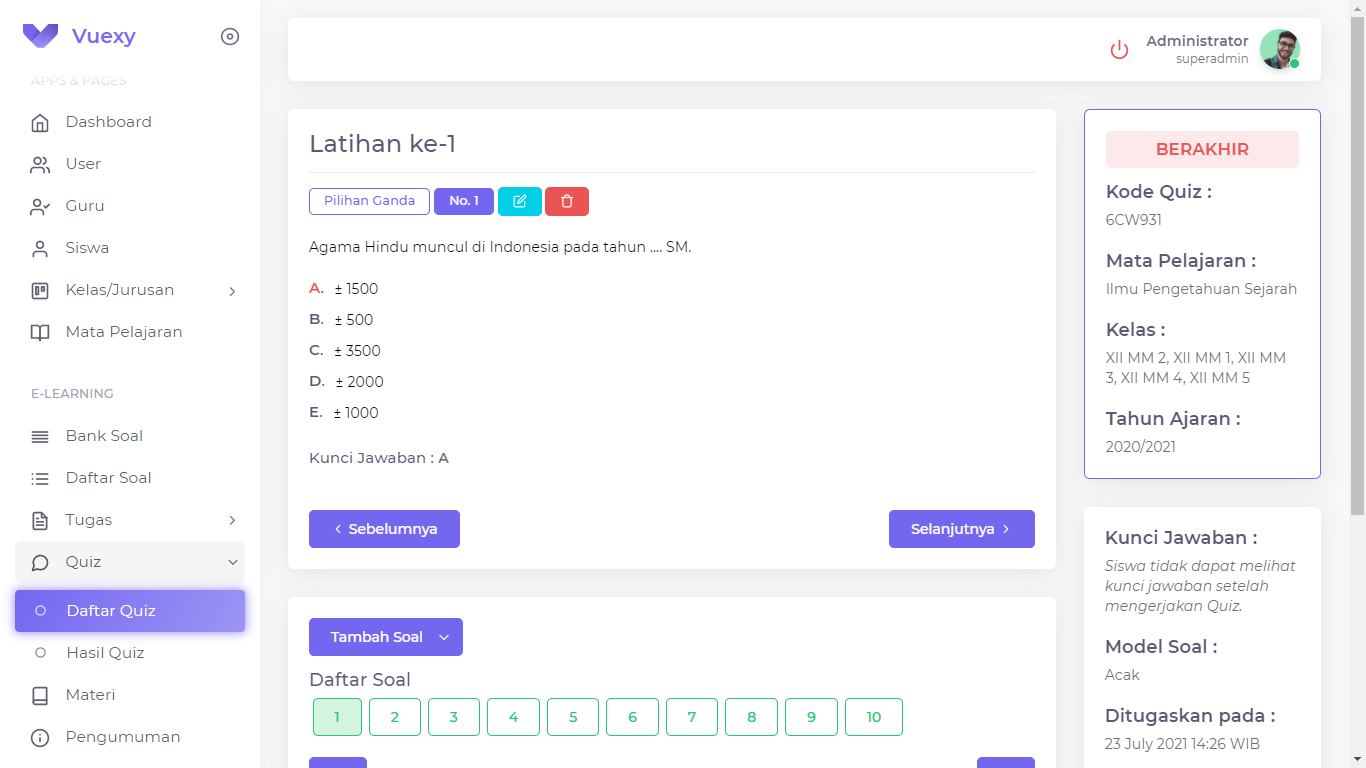 Vuexy
APPS & PAGES
Dashboard
User
Guru
Siswa
Kelas/Jurusan
Mata Pelajaran
E-LEARNING
Bank Soal
Daftar Soal
Tugas
Quiz
Daftar Quiz
Hasil Quiz
Materi
Pengumuman
Administrator
superadmin
Latihan ke-1
Pilihan Ganda No. 1
Agama Hindu muncul di Indonesia pada tahun .... SM.
A. ± 1500
B. ± 500
C. ± 3500
D. ± 2000
E. ± 1000
Kunci Jawaban : A
Sebelumnya Selanjutnya
Tambah Soal
Daftar Soal
1 2 3 4 5 6 7 8 9 10
BERAKHIR
Kode Quiz :
6CW931
Mata Pelajaran :
Ilmu Pengetahuan Sejarah
Kelas :
XII MM 2, XII MM 1, XII MM
3, XII MM 4, XII MM 5
Tahun Ajaran :
2020/2021
Kunci Jawaban :
Siswa tidak dapat melihat
kunci jawaban setelah
mengerjakan Quiz.
Model Soal :
Acak
Ditugaskan pada :
23 July 2021 14:26 WIB